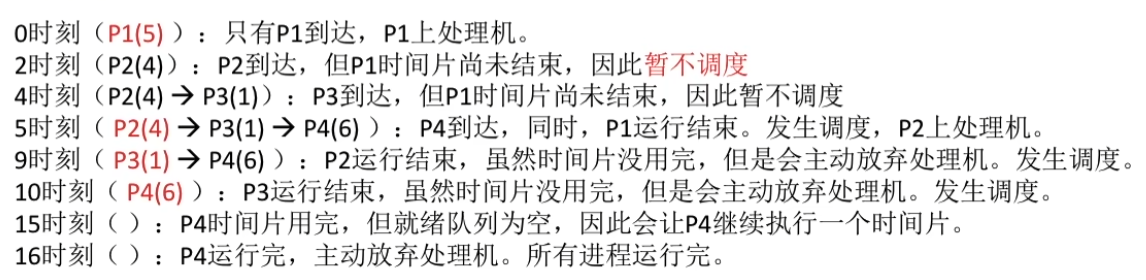 0时刻（P1(5)）：只有P1到达，P1上处理机。
2时刻（P2(4)）：P2到达，但P1时间片尚未结束，因此暂不调度
4时刻（P2(4) → P3(1)）：P3到达，但P1时间片尚未结束，因此暂不调度
5时刻（ P2(4) → P3(1) → P4(6) ）：P4到达，同时，P1运行结束。发生调度，P2上处理机。
9时刻（ P3(1) → P4(6) ）：P2运行结束，虽然时间片没用完，但是会主动放弃处理机。发生调度。
10时刻（ P4(6) ）：P3运行结束，虽然时间片没用完，但是会主动放弃处理机。发生调度。
15时刻（ ）：P4时间片用完，但就绪队列为空，因此会让P4继续执行一个时间片。
16时刻（ ）：P4运行完，主动放弃处理机。所有进程运行完。